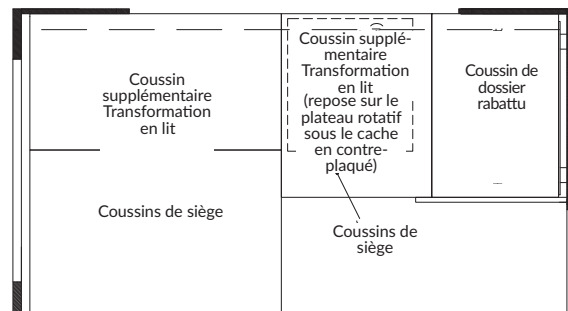 Coussin
supplémentaire
Transformation
en lit
Coussin supplé-
mentaire
Transformation
en lit
(repose sur le
plateau rotatif
sous le cache
en contre-
plaqué)
Coussin de
dossier
rabattu
Coussins de siège
Coussins de
siège